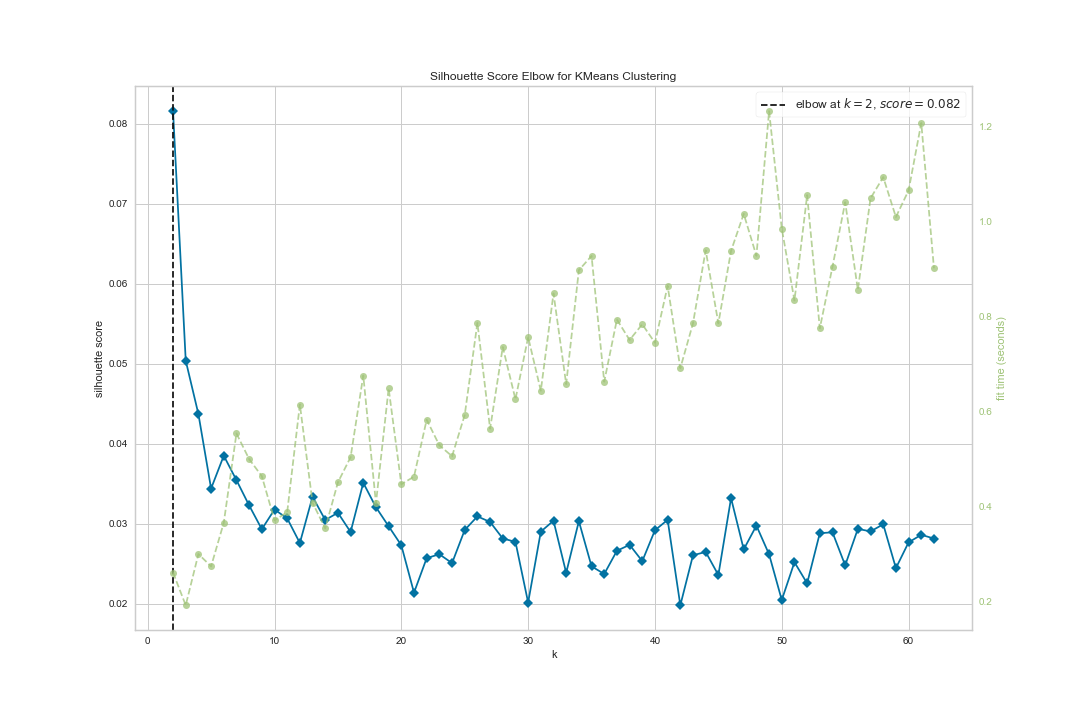 Silhouette Score Elbow for KMeans Clustering
elbow at k = 2, score = 0.082
silhouette score
0.08
0.07
0.06
0.05
0.04
0.03
0.02
1.2
1.0
0.8
0.6
0.4
0.2
fit time (seconds)
0 10 20 30 40 50 60
k